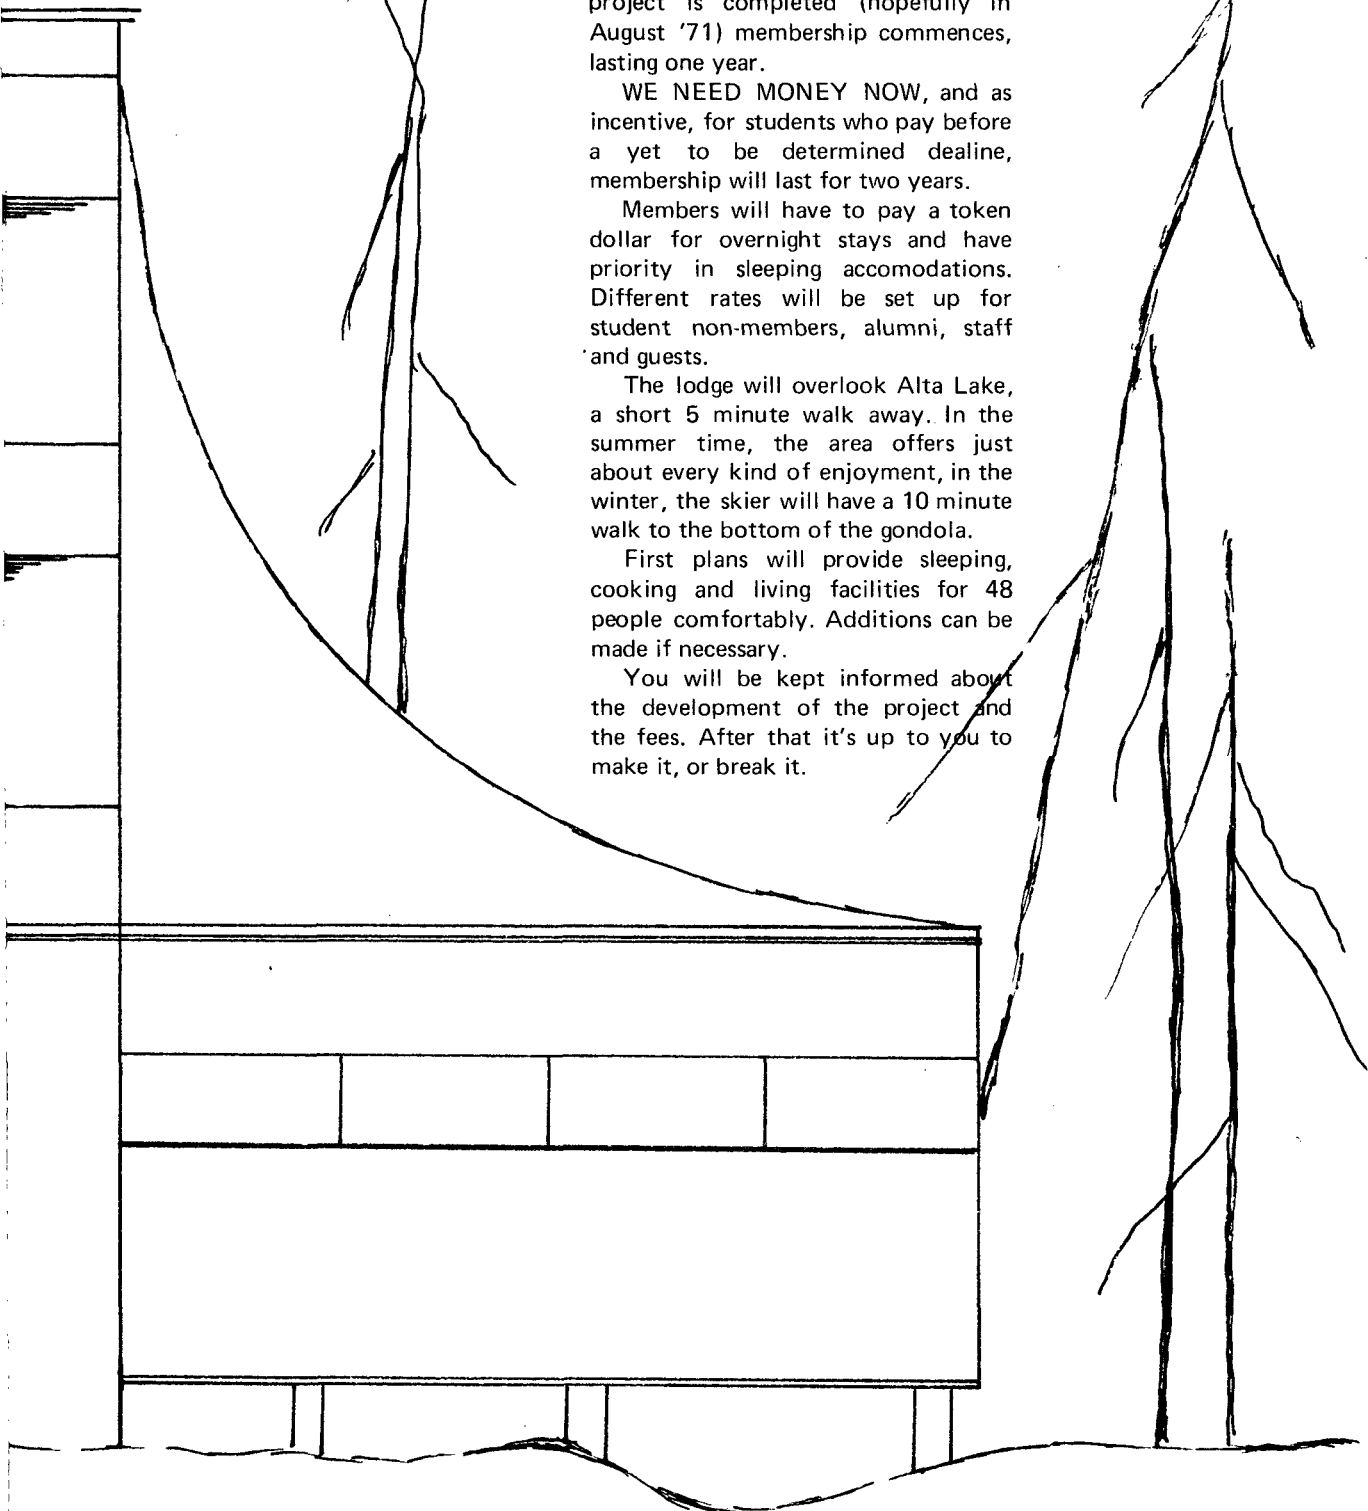 project is completed (hopefully in
August '71) membership commences,
lasting one year.
WE NEED MONEY NOW, and as
incentive, for students who pay before
a yet to be determined dealine,
membership will last for two years.
Members will have to pay a token
dollar for overnight stays and have
priority in sleeping accomodations.
Different rates will be set up for
student non-members, alumni, staff
and guests.
The lodge will overlook Alta Lake,
a short 5 minute walk away. In the
summer time, the area offers just
about every kind of enjoyment, in the
winter, the skier will have a 10 minute
walk to the bottom of the gondola.
First plans will provide sleeping,
cooking and living facilities for 48
people comfortably. Additions can be
made if necessary.
You will be kept informed about
the development of the project and
the fees. After that it's up to you to
make it, or break it.